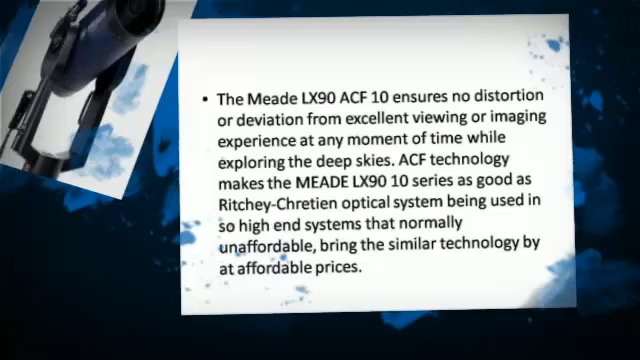 • The Meade LX90 ACF 10 ensures no distortion
or deviation from excellent viewing or imaging
experience at any moment of time while
exploring the deep skies. ACF technology
makes the MEADE LX90 10 series as good as
Ritchey-Chretien optical system being used in
so high end systems that normally
unaffordable, bring the similar technology by
at affordable prices.